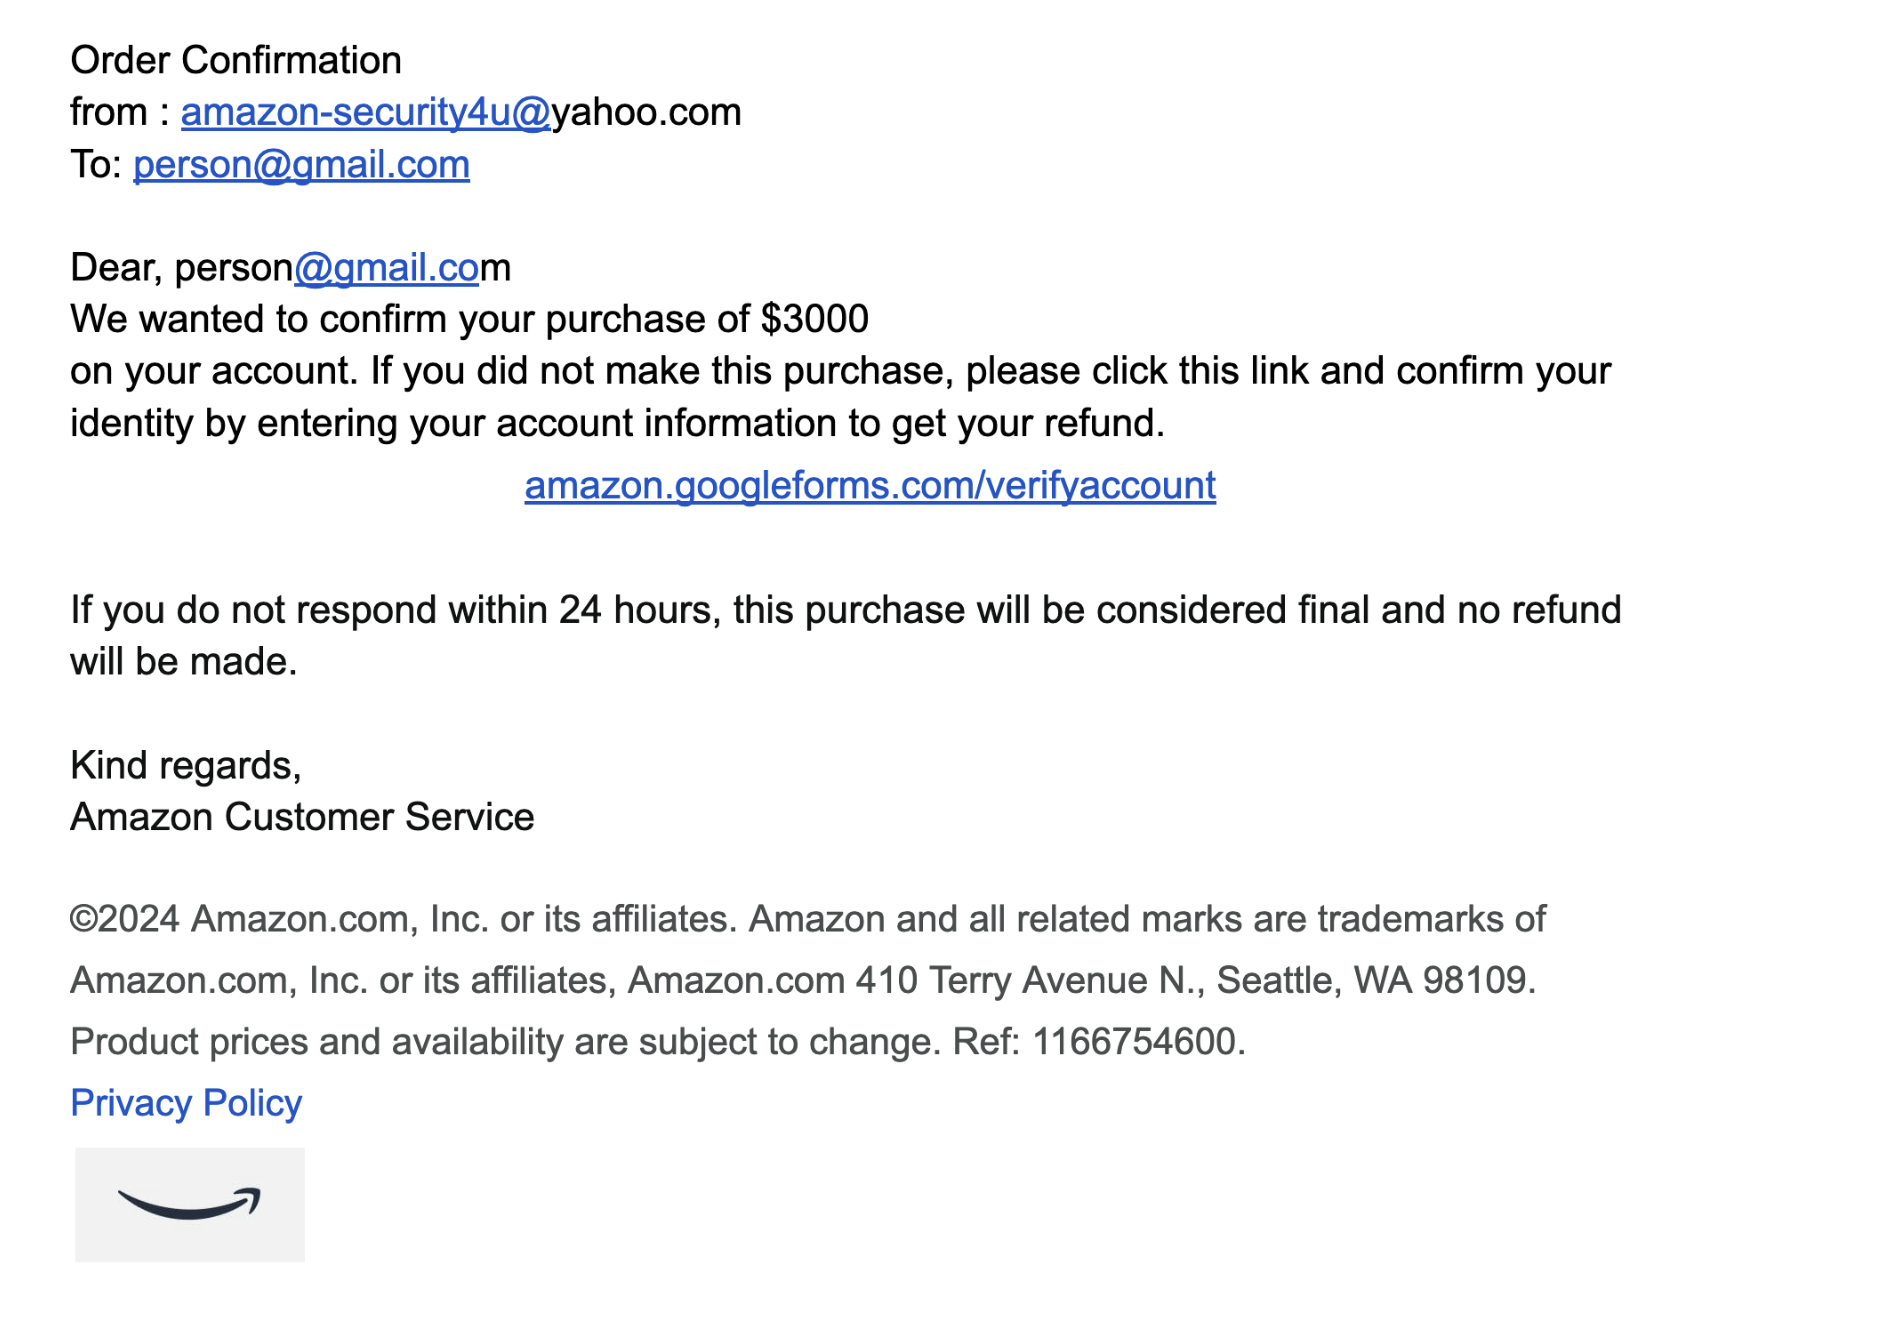 Order Confirmation
from : amazon-security4u@yahoo.com
To: person@gmail.com
Dear, person@gmail.com
We wanted to confirm your purchase of $3000
on your account. If you did not make this purchase, please click this link and confirm your
identity by entering your account information to get your refund.
amazon.googleforms.com/verifyaccount
If you do not respond within 24 hours, this purchase will be considered final and no refund
will be made.
Kind regards,
Amazon Customer Service
©2024 Amazon.com, Inc. or its affiliates. Amazon and all related marks are trademarks of
Amazon.com, Inc. or its affiliates, Amazon.com 410 Terry Avenue N., Seattle, WA 98109.
Product prices and availability are subject to change. Ref: 1166754600.
Privacy Policy